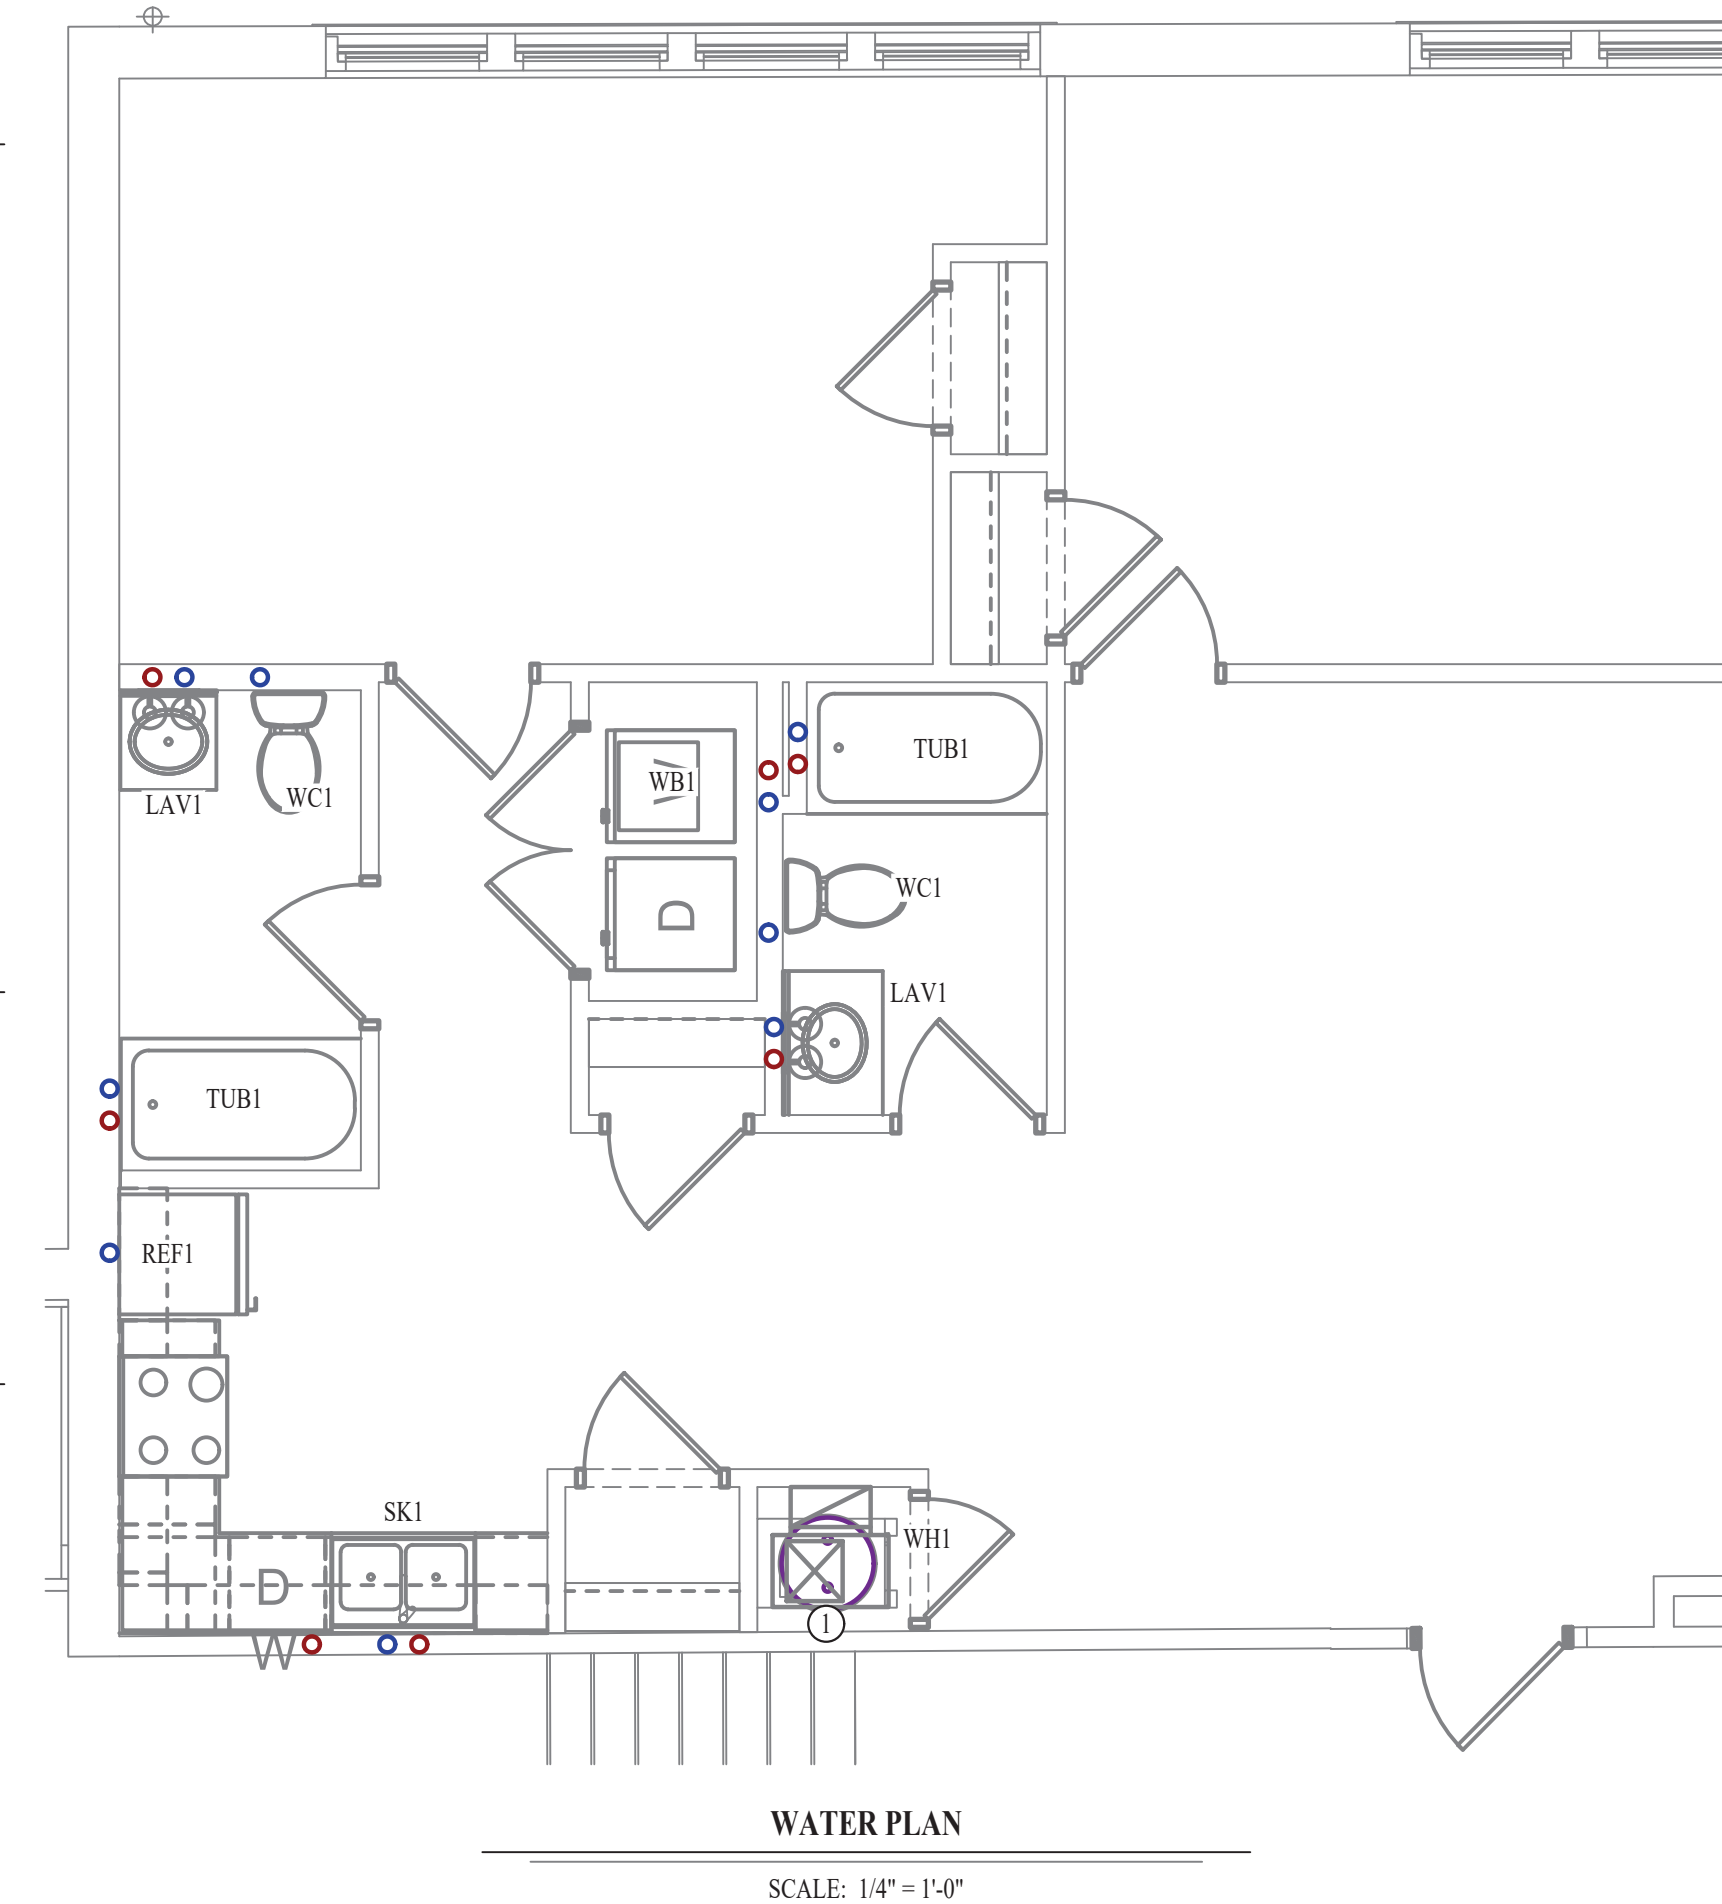 WB1
TUB1
LAV1
WC1
WC1
D
LAV1
TUB1
REF1
SK1
WH1
D
1
WATER PLAN
SCALE: 1/4" = 1'-0"